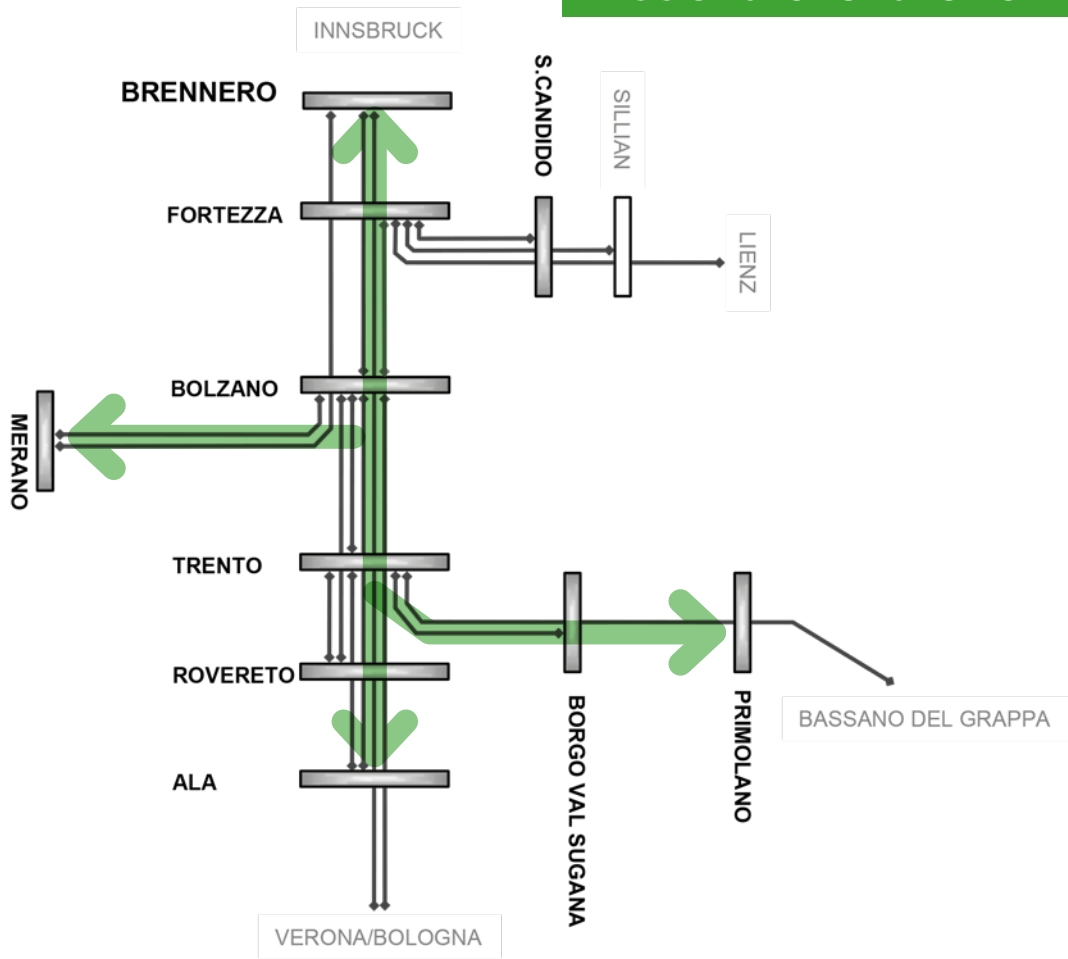 INNSBRUCK
BRENNERO
S.CANDIDO
SILLIAN
FORTEZZA
LIENZ
BOLZANO
MERANO
TRENTO
ROVERETO
BORGO VAL SUGANA
PRIMOLANO
BASSANO DEL GRAPPA
ALA
VERONA/BOLOGNA